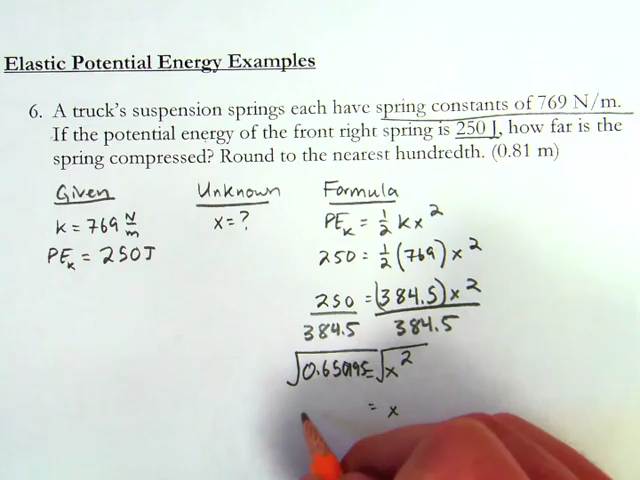 Elastic Potential Energy Examples
6. A truck's suspension springs each have spring constants of 769 N/m.
If the potential energy of the front right spring is 250 J, how far is the
spring compressed? Round to the nearest hundredth. (0.81 m)
Given Unknown Formula
k = 769 N/m x = ? PEk = 1/2 kx²
PEk = 250J 250 = 1/2 (769) x²
250 = (384.5) x²
384.5 384.5
√0.650195 = √x²
= x